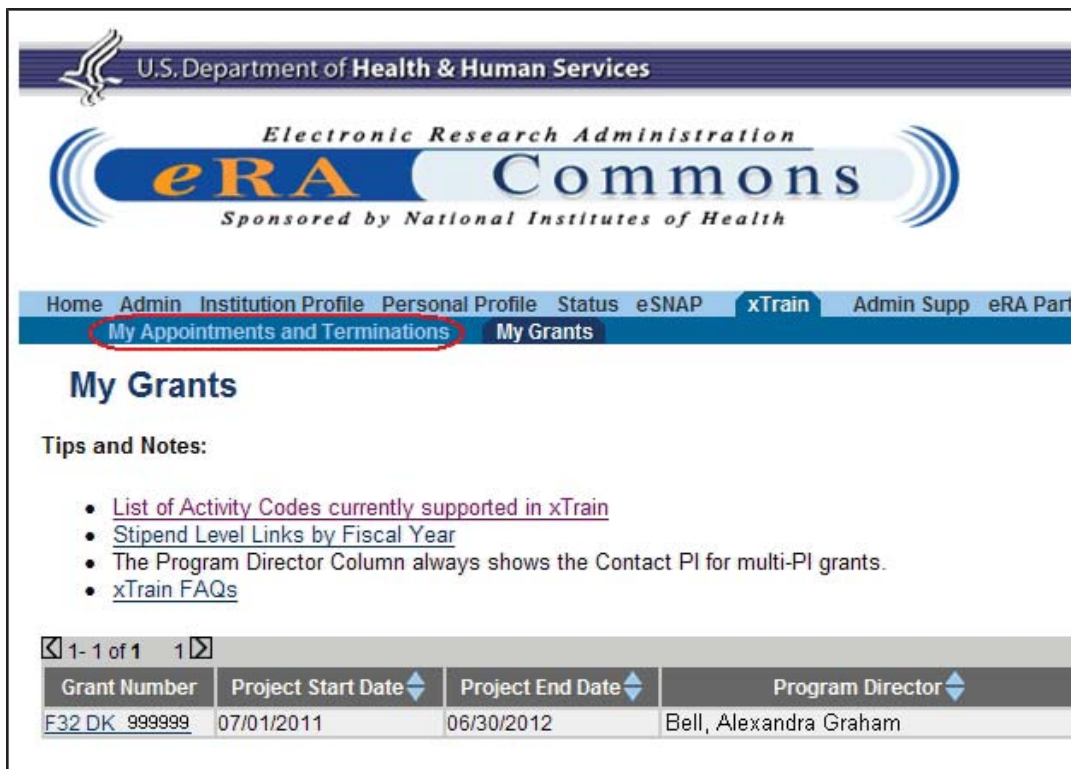 U.S. Department of Health & Human Services
Electronic Research Administration
eRA Commons
Sponsored by National Institutes of Health
Home Admin Institution Profile Personal Profile Status eSNAP xTrain Admin Supp eRA Part
My Appointments and Terminations My Grants
My Grants
Tips and Notes:
• List of Activity Codes currently supported in xTrain
• Stipend Level Links by Fiscal Year
• The Program Director Column always shows the Contact PI for multi-PI grants.
• xTrain FAQs
1- 1 of 1 1
Grant Number Project Start Date Project End Date Program Director
F32 DK 999999 07/01/2011 06/30/2012 Bell, Alexandra Graham